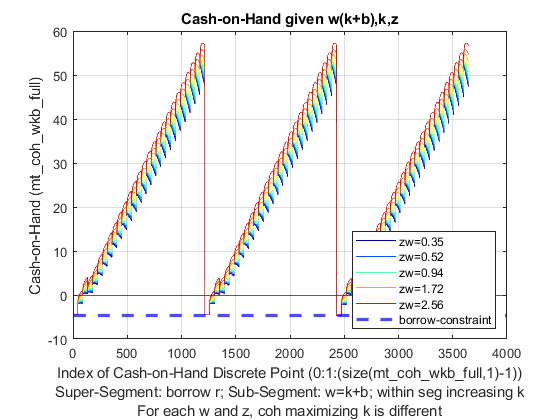 Cash-on-Hand given w(k+b),k,z
Cash-on-Hand (mt_coh_wkb_full)
60
50
40
30
20
10
0
-10
zw=0.35
zw=0.52
zw=0.94
zw=1.72
zw=2.56
borrow-constraint
0 500 1000 1500 2000 2500 3000 3500 4000
Index of Cash-on-Hand Discrete Point (0:1:(size(mt_coh_wkb_full,1)-1))
Super-Segment: borrow r; Sub-Segment: w=k+b; within seg increasing k
For each w and z, coh maximizing k is different